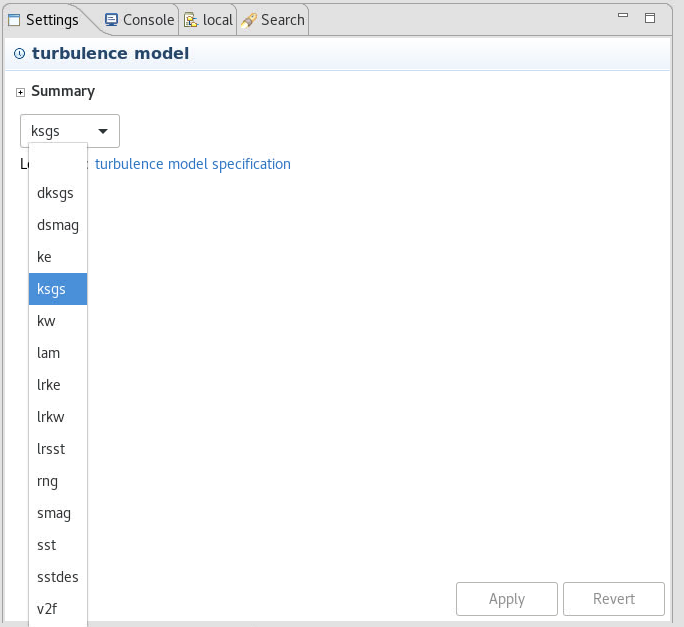 Settings Console local Search
turbulence model
Summary
ksgs
turbulence model specification
dksgs
dsmag
ke
ksgs
kw
lam
lrke
lrkw
lrsst
rng
smag
sst
sstdes
v2f
Apply Revert